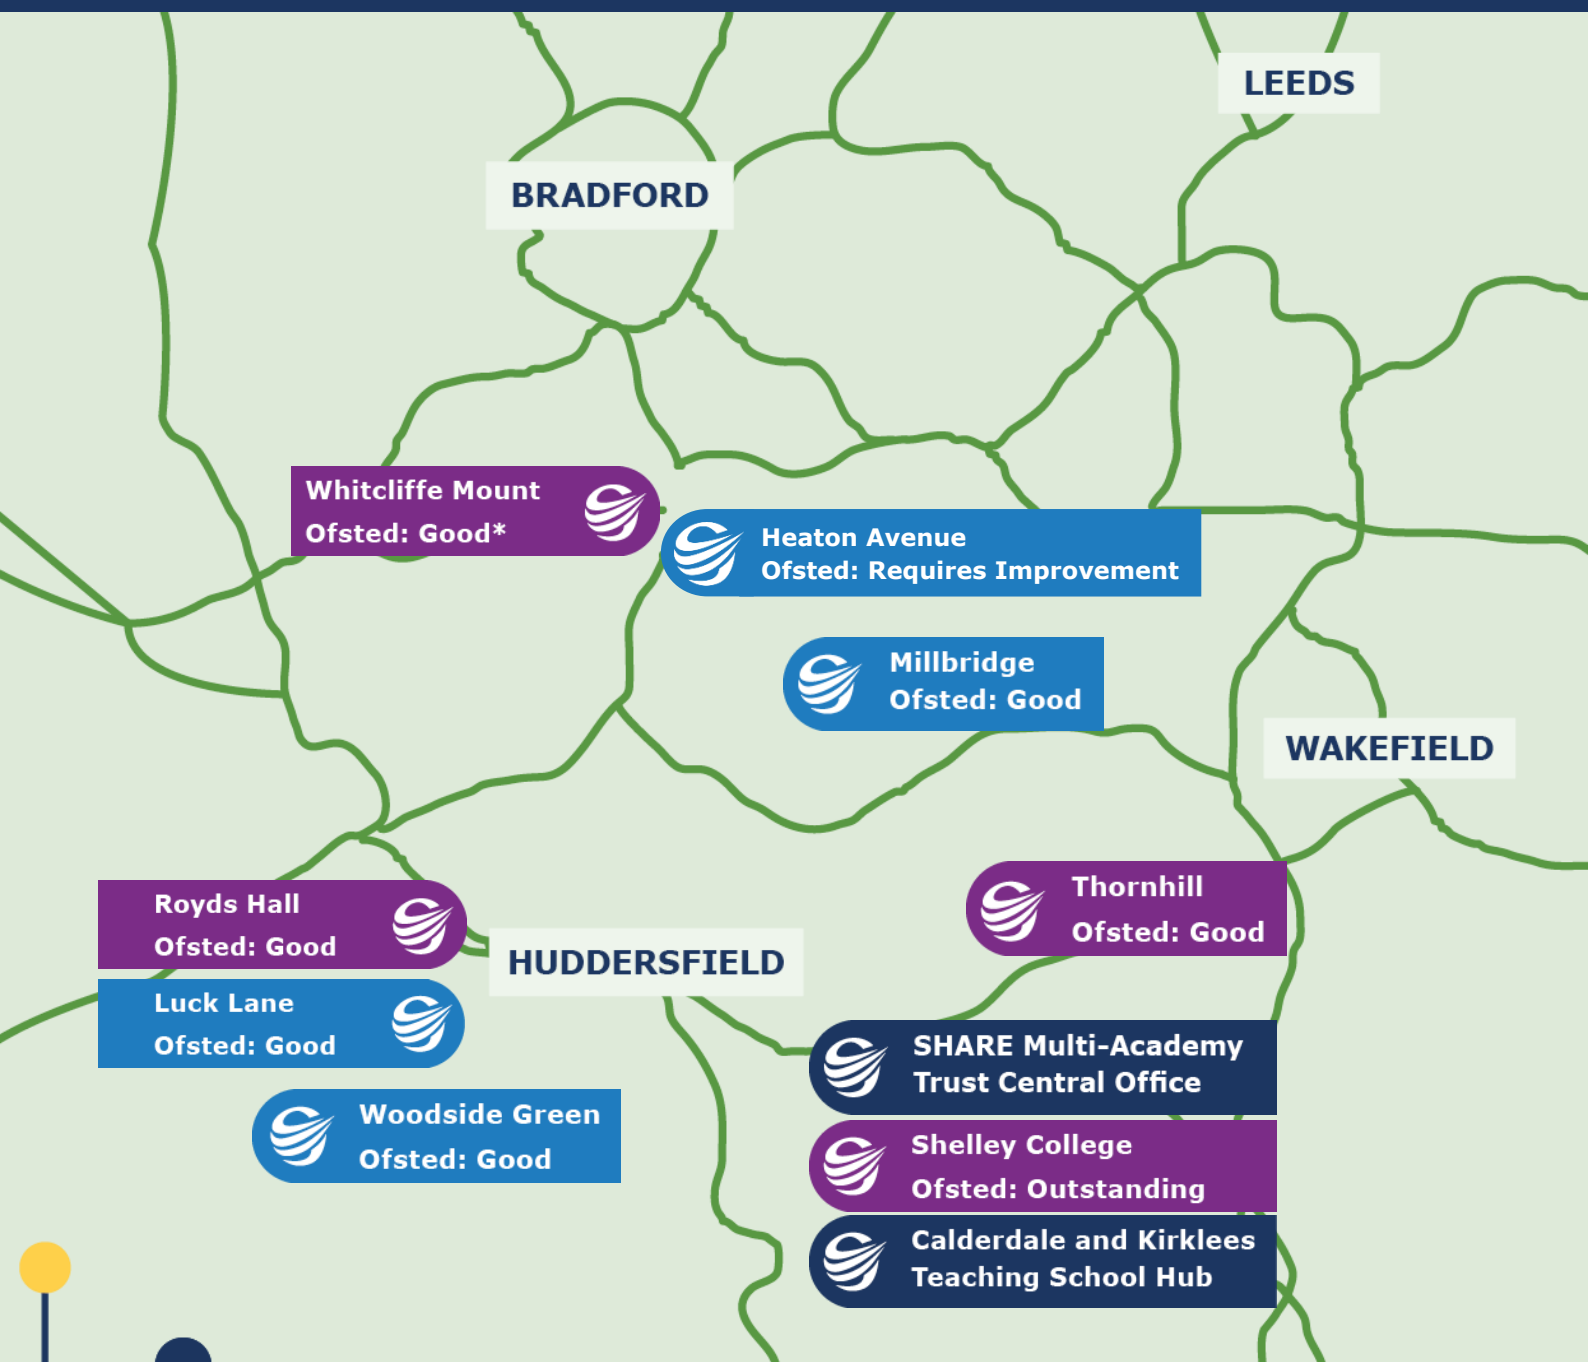 LEEDS
BRADFORD
Whitcliffe Mount
Ofsted: Good*
Heaton Avenue
Ofsted: Requires Improvement
Millbridge
Ofsted: Good
WAKEFIELD
Thornhill
Ofsted: Good
Royds Hall
Ofsted: Good
HUDDERSFIELD
Luck Lane
Ofsted: Good
SHARE Multi-Academy
Trust Central Office
Woodside Green
Ofsted: Good
Shelley College
Ofsted: Outstanding
Calderdale and Kirklees
Teaching School Hub